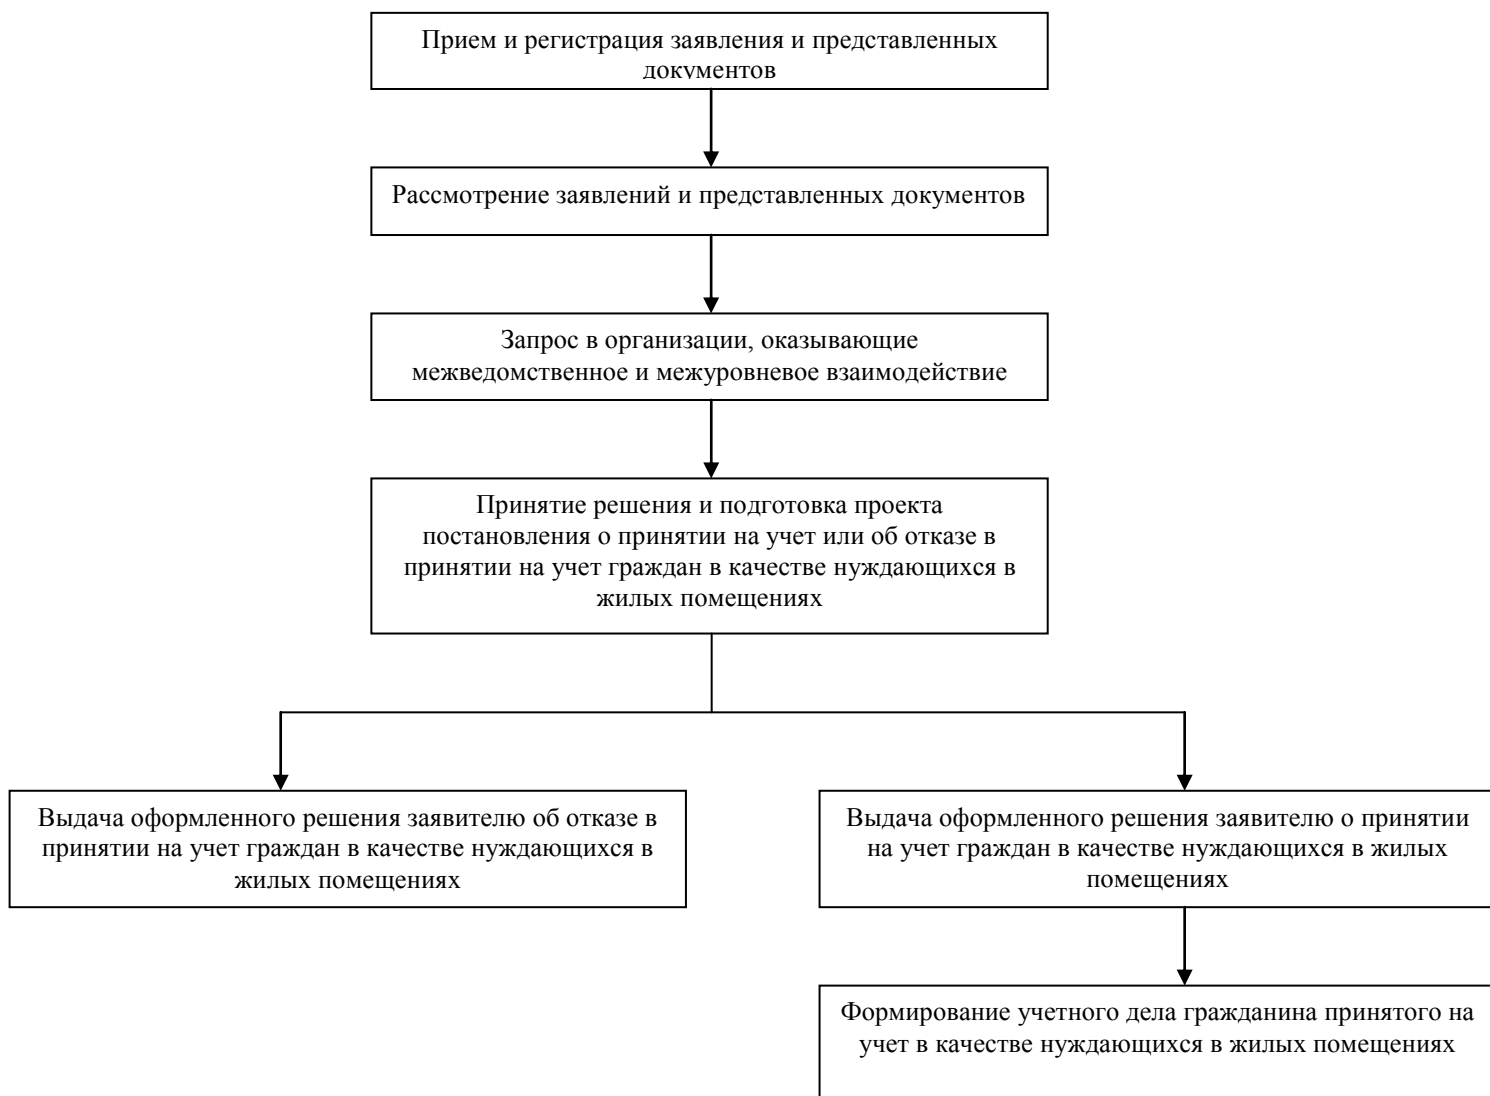 Прием и регистрация заявления и представленных
документов
Рассмотрение заявлений и представленных документов
Запрос в организации, оказывающие
межведомственное и межуровневое взаимодействие
Принятие решения и подготовка проекта
постановления о принятии на учет или об отказе в
принятии на учет граждан в качестве нуждающихся в
жилых помещениях
Выдача оформленного решения заявителю об отказе в
принятии на учет граждан в качестве нуждающихся в
жилых помещениях
Выдача оформленного решения заявителю о принятии
на учет граждан в качестве нуждающихся в жилых
помещениях
Формирование учетного дела гражданина принятого на
учет в качестве нуждающихся в жилых помещениях